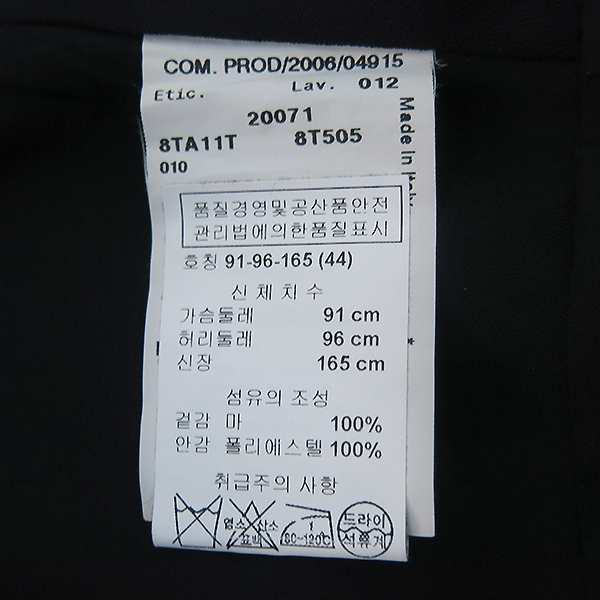 COM. PROD/2006/04915
Etic. Lav. 012
20071
8TA11T 8T505
010
Made in
품질경영및공산품안전
관리법에의한품질표시
호칭 91-96-165 (44)
신 체 치 수
가슴둘레 91 cm
허리둘레 96 cm
신장 165 cm
섬유의 조성
겉감 마 100%
안감 폴리에스텔 100%
취급주의 사항
염소 산소
표백
1
80~120℃
드라이
석유계